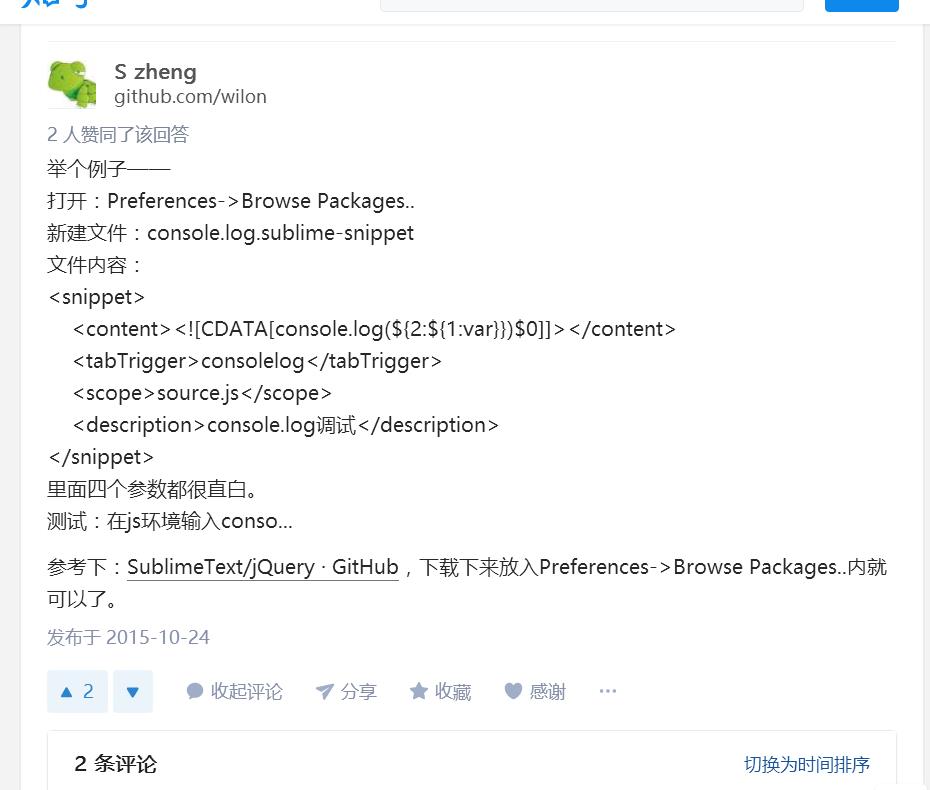 S zheng
github.com/wilon
2 人赞同了该回答
举个例子——
打开：Preferences->Browse Packages..
新建文件：console.log.sublime-snippet
文件内容：
<snippet>
    <content><![CDATA[console.log(${2:${1:var}})$0]]></content>
    <tabTrigger>consolelog</tabTrigger>
    <scope>source.js</scope>
    <description>console.log调试</description>
</snippet>
里面四个参数都很直白。
测试：在js环境输入conso...
参考下：SublimeText/jQuery · GitHub，下载下来放入Preferences->Browse Packages..内就
可以了。
发布于 2015-10-24
2 收起评论 分享 收藏 感谢 ···
2 条评论 切换为时间排序